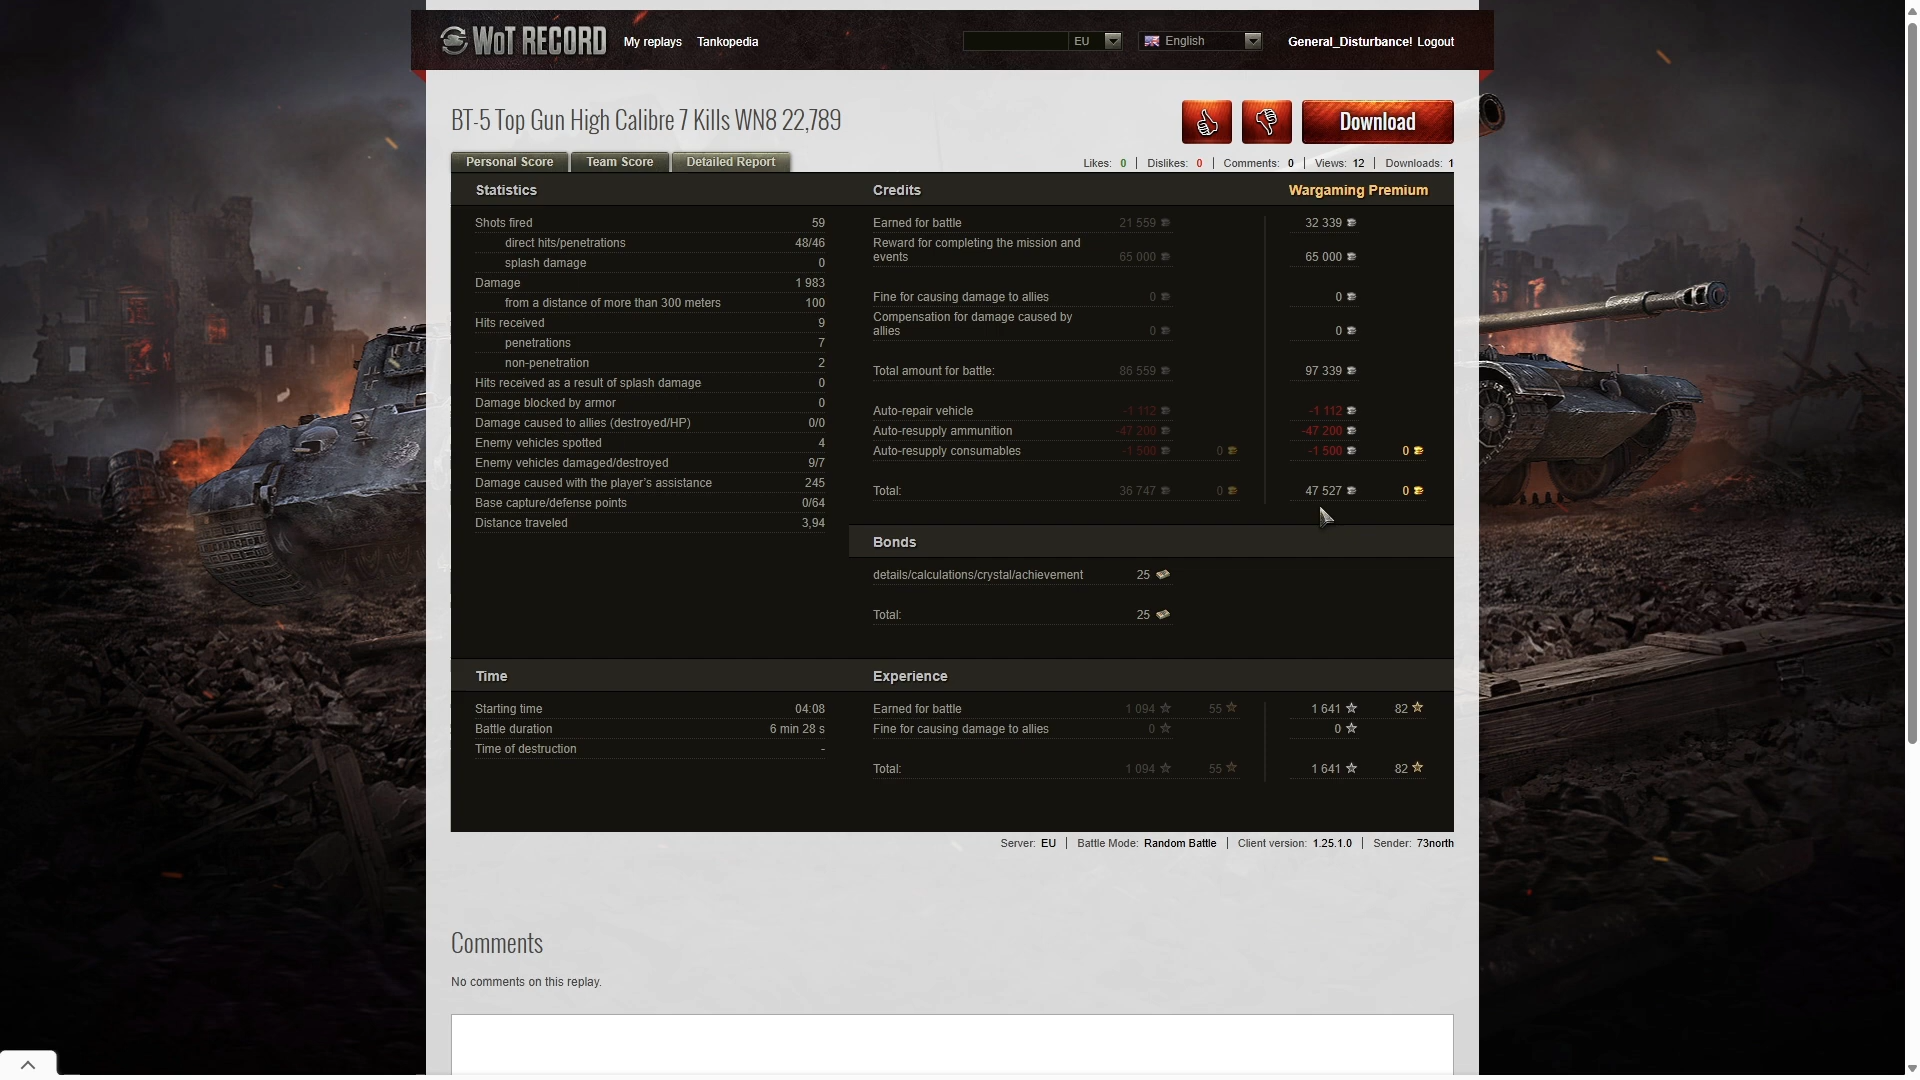 WoT RECORD My replays Tankopedia EU English General_Disturbance! Logout
BT-5 Top Gun High Calibre 7 Kills WN8 22,789
Download
Personal Score Team Score Detailed Report
Likes: 0 | Dislikes: 0 | Comments: 0 | Views: 12 | Downloads: 1
Statistics
Shots fired 59
direct hits/penetrations 48/46
splash damage 0
Damage 1 983
from a distance of more than 300 meters 100
Hits received 9
penetrations 7
non-penetration 2
Hits received as a result of splash damage 0
Damage blocked by armor 0
Damage caused to allies (destroyed/HP) 0/0
Enemy vehicles spotted 4
Enemy vehicles damaged/destroyed 9/7
Damage caused with the player's assistance 245
Base capture/defense points 0/64
Distance traveled 3,94
Credits Wargaming Premium
Earned for battle 21 559 32 339
Reward for completing the mission and
events 65 000 65 000
Fine for causing damage to allies 0 0
Compensation for damage caused by
allies 0 0
Total amount for battle: 86 559 97 339
Auto-repair vehicle -1 112 -1 112
Auto-resupply ammunition -47 200 -47 200
Auto-resupply consumables -1 500 0 -1 500 0
Total: 36 747 0 47 527 0
Bonds
details/calculations/crystal/achievement 25
Total: 25
Time
Starting time 04:08
Battle duration 6 min 28 s
Time of destruction -
Experience
Earned for battle 1 094 55 1 641 82
Fine for causing damage to allies 0 0
Total: 1 094 55 1 641 82
Server: EU | Battle Mode: Random Battle | Client version: 1.25.1.0 | Sender: 73north
Comments
No comments on this replay.